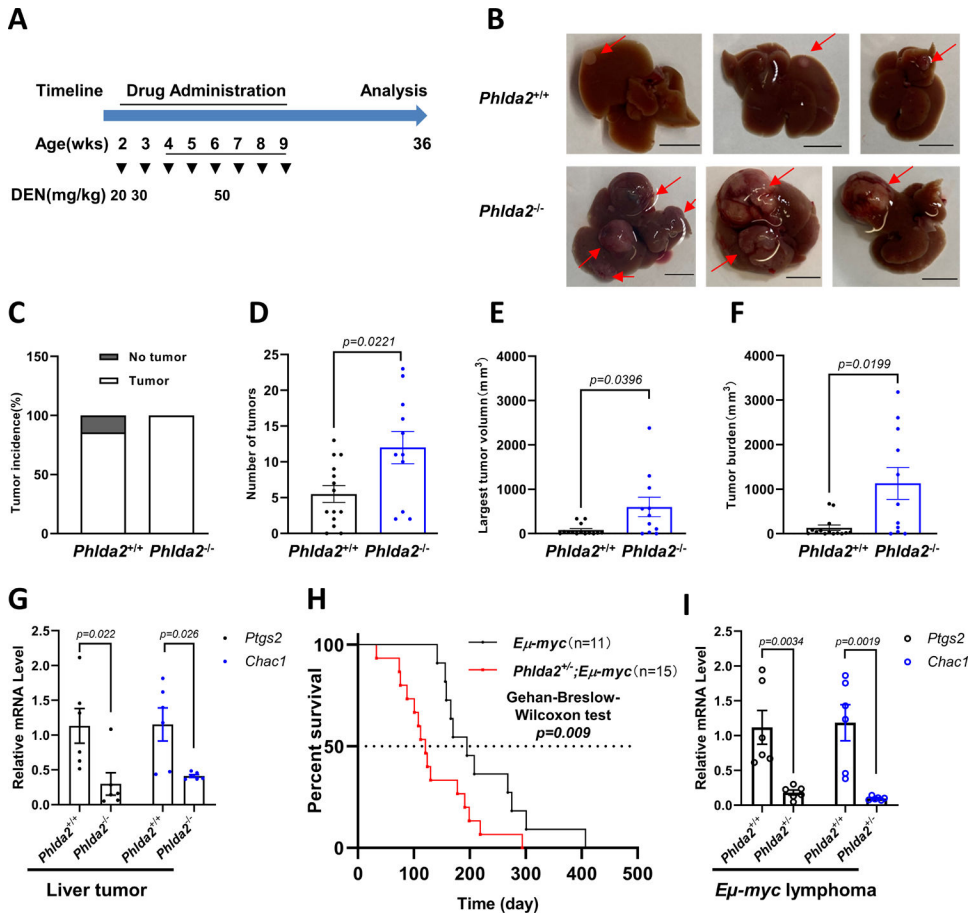 A
Timeline Drug Administration Analysis
Age(wks) 2 3 4 5 6 7 8 9 36
DEN(mg/kg) 20 30 50
B
Phlda2+/+
Phlda2-/-
C
No tumor
Tumor
Tumor incidence(%)
150
100
50
0
Phlda2+/+ Phlda2-/-
D
p=0.0221
Number of tumors
25
20
15
10
5
0
Phlda2+/+ Phlda2-/-
E
p=0.0396
Largest tumor volumn(mm3)
4000
3000
2000
1000
0
Phlda2+/+ Phlda2-/-
F
p=0.0199
Tumor burden(mm3)
4000
3000
2000
1000
0
Phlda2+/+ Phlda2-/-
G
p=0.022 p=0.026
Ptgs2
Chac1
Relative mRNA Level
2.5
2.0
1.5
1.0
0.5
0.0
Phlda2+/+ Phlda2-/- Phlda2+/+ Phlda2-/-
Liver tumor
H
Eμ-myc(n=11)
Phlda2+/-;Eμ-myc(n=15)
Gehan-Breslow-
Wilcoxon test
p=0.009
Percent survival
100
50
0
0 100 200 300 400 500
Time (day)
I
p=0.0034 p=0.0019
Ptgs2
Chac1
Relative mRNA Level
2.5
2.0
1.5
1.0
0.5
0.0
Phlda2+/+ Phlda2+/- Phlda2+/+ Phlda2+/-
Eμ-myc lymphoma